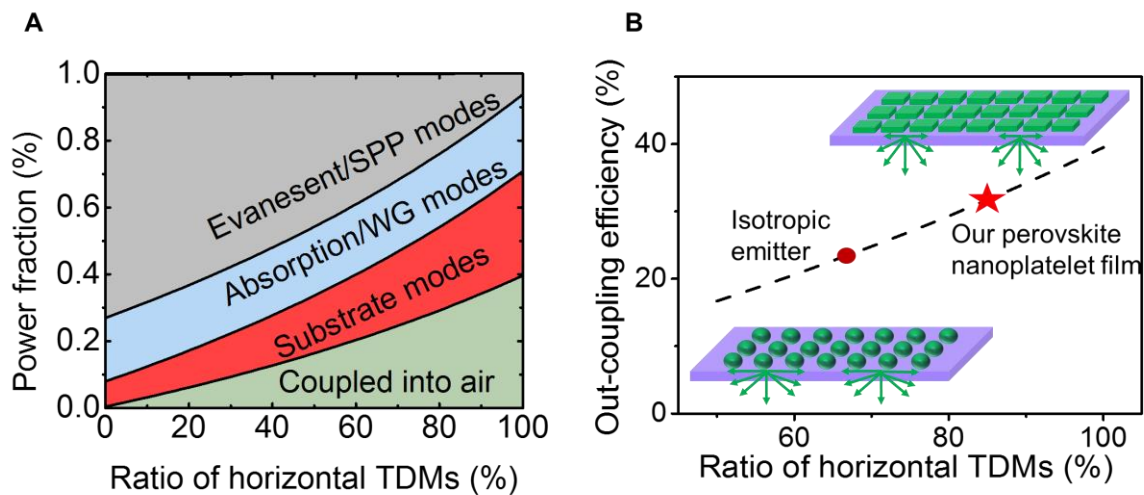 A
Power fraction (%)
1.0
0.8
0.6
0.4
0.2
0.0
Evanesent/SPP modes
Absorption/WG modes
Substrate modes
Coupled into air
0 20 40 60 80 100
Ratio of horizontal TDMs (%)
B
Out-coupling efficiency (%)
40
20
0
Isotropic
emitter
Our perovskite
nanoplatelet film
60 80 100
Ratio of horizontal TDMs (%)